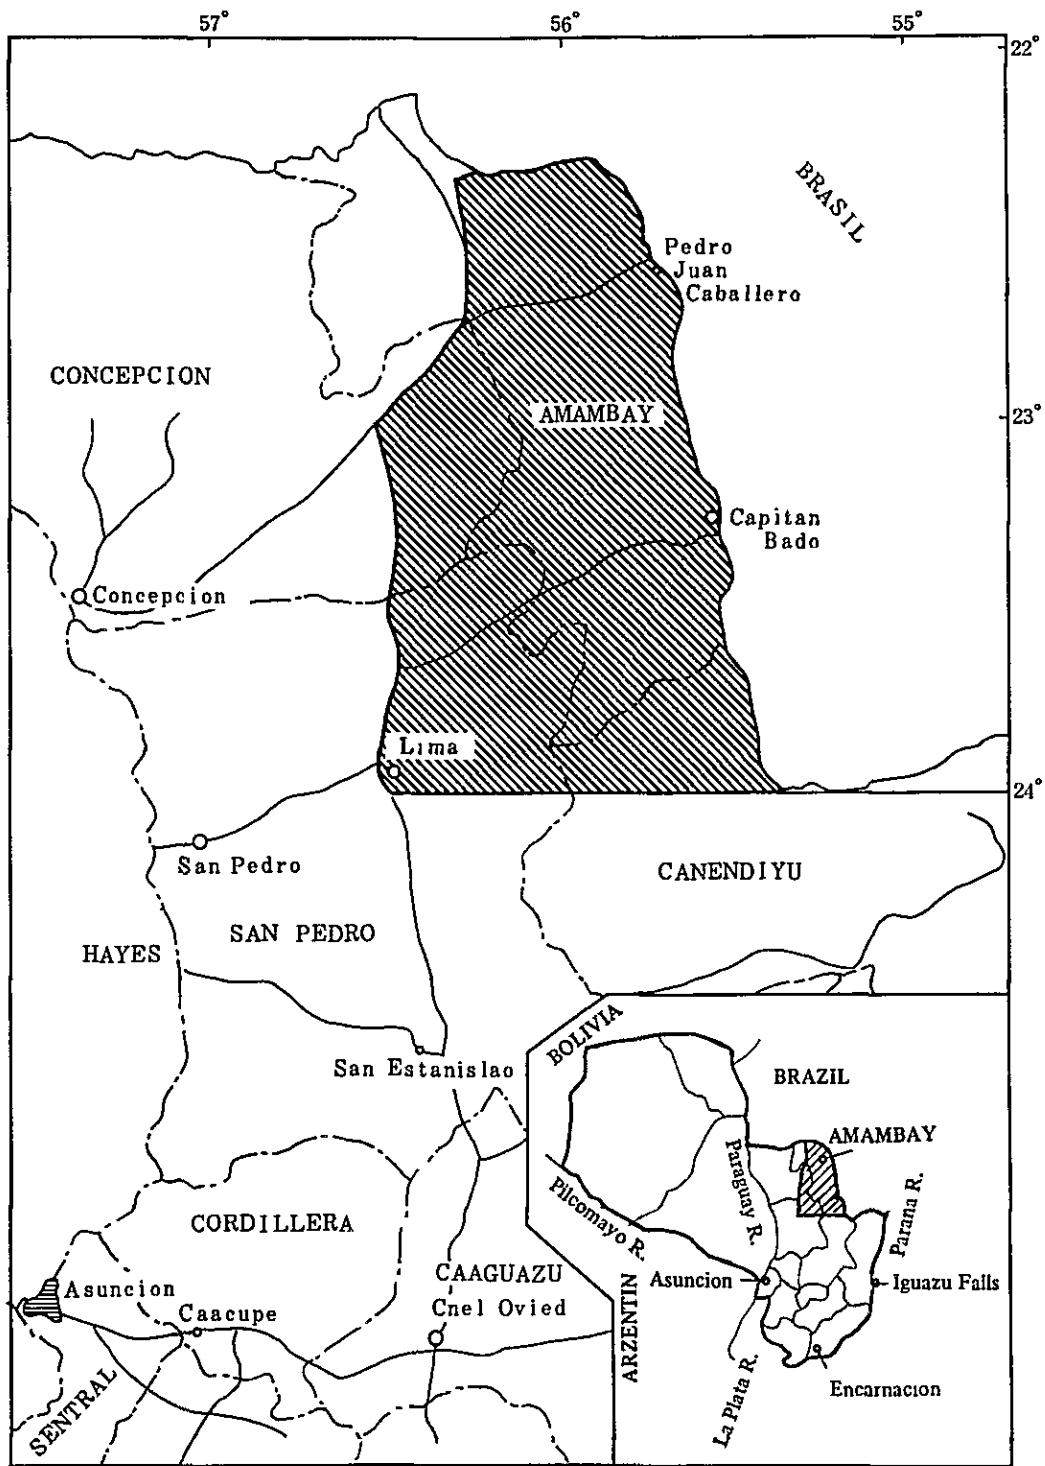 57°
56°
55°
22°
BRASIL
Pedro
Juan
Caballero
CONCEPCION
AMAMBAY
23°
Capitan
Bado
Concepcion
Lima
24°
San Pedro
CANENDIYU
SAN PEDRO
HAYES
San Estanislao
BOLIVIA
BRAZIL
AMAMBAY
Paraguay R.
Parana R.
Pilcomayo R.
CORDILLERA
CAAGUAZU
Asuncion
Iguazu Falls
Asuncion
Cnel Ovied
Caacupe
ARZENTIN
Encarnacion
La Plata R.
SENTRAL